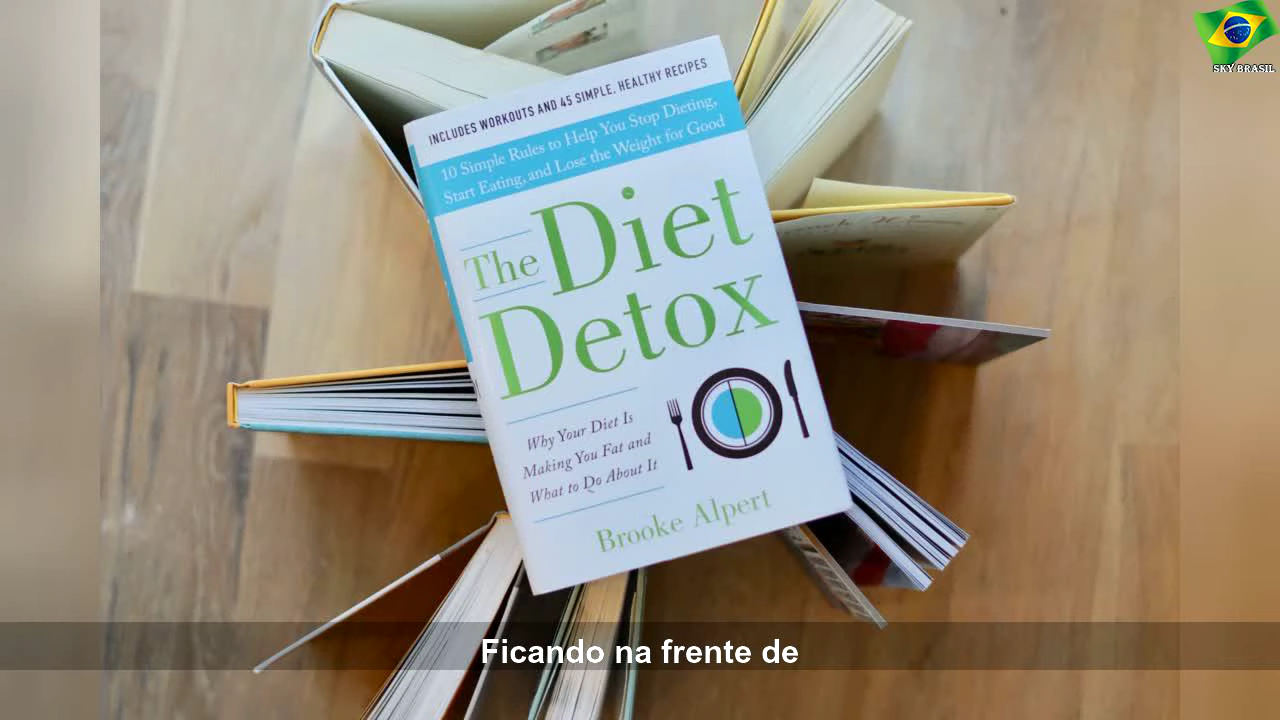 SKY BRASIL
INCLUDES WORKOUTS AND 45 SIMPLE, HEALTHY RECIPES
10 Simple Rules to Help You Stop Dieting,
Start Eating, and Lose the Weight for Good
The Diet
Detox
Why Your Diet Is
Making You Fat and
What to Do About It
Brooke Alpert
Ficando na frente de